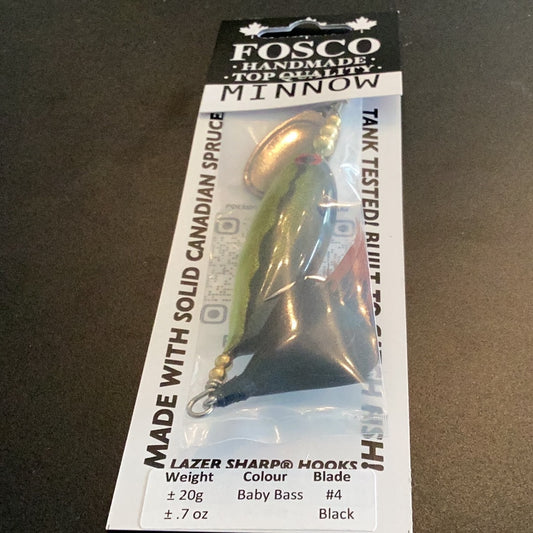 FOSCO
· HANDMADE ·
· TOP QUALITY ·
MINNOW
MADE WITH SOLID CANADIAN SPRUCE
TANK TESTED! BUILT TO FISH!
LAZER SHARP® HOOKS
Weight Colour Blade
± 20g Baby Bass #4
± .7 oz Black